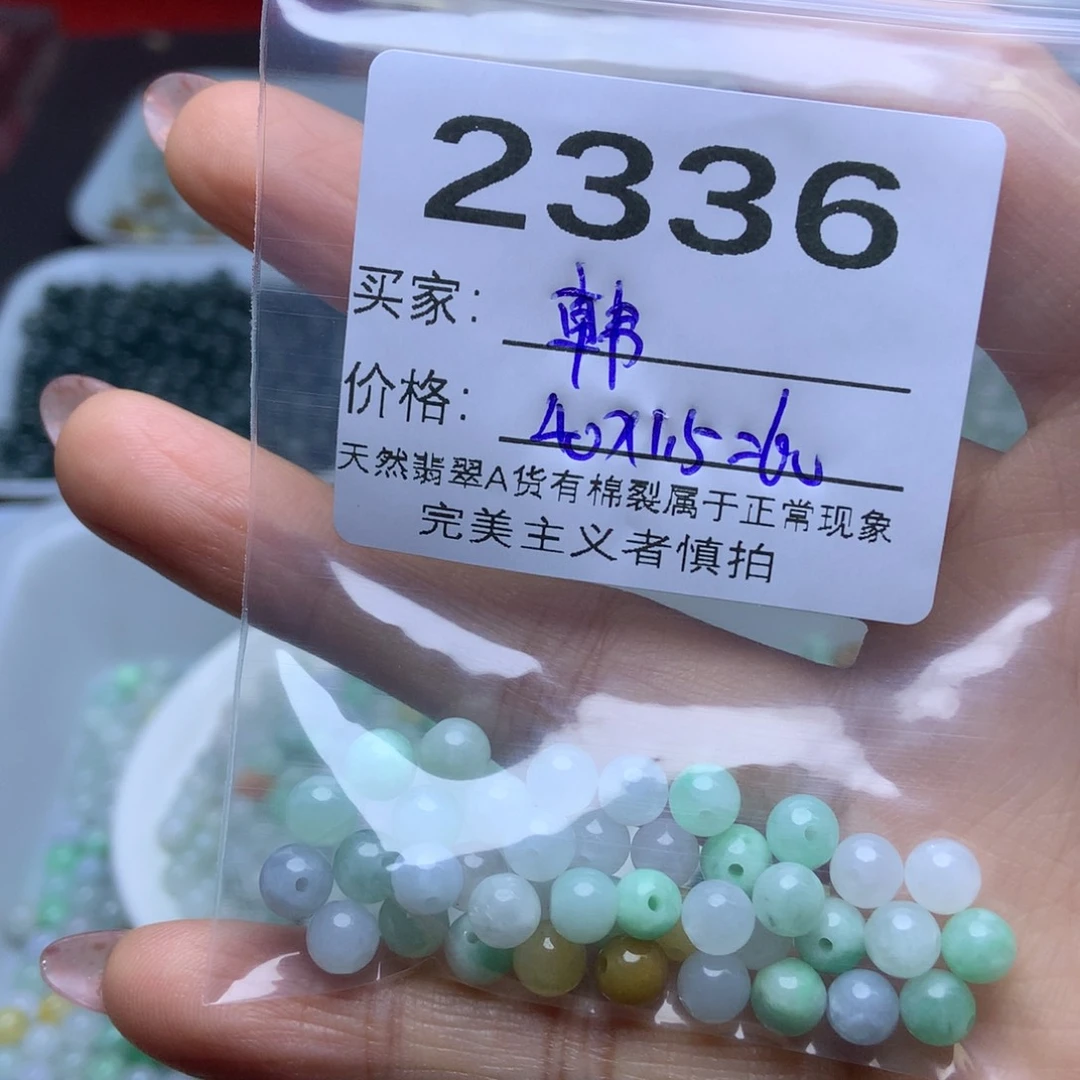 2336
买家：韩
价格：40x1.5=60
天然翡翠A货有棉裂属于正常现象
完美主义者慎拍